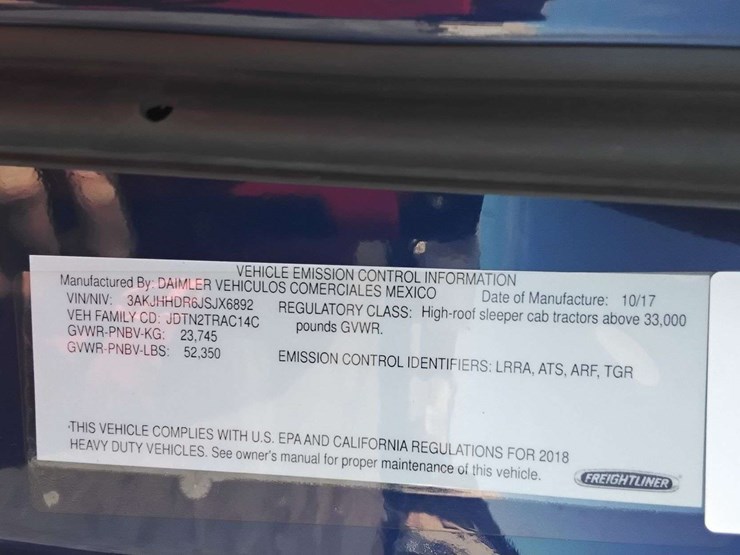 VEHICLE EMISSION CONTROL INFORMATION
Manufactured By: DAIMLER VEHICULOS COMERCIALES MEXICO Date of Manufacture: 10/17
VIN/NIV: 3AKJHHDR6JSJX6892 REGULATORY CLASS: High-roof sleeper cab tractors above 33,000
VEH FAMILY CD: JDTN2TRAC14C pounds GVWR.
GVWR-PNBV-KG: 23,745
GVWR-PNBV-LBS: 52,350 EMISSION CONTROL IDENTIFIERS: LRRA, ATS, ARF, TGR
THIS VEHICLE COMPLIES WITH U.S. EPA AND CALIFORNIA REGULATIONS FOR 2018
HEAVY DUTY VEHICLES. See owner's manual for proper maintenance of this vehicle.
FREIGHTLINER